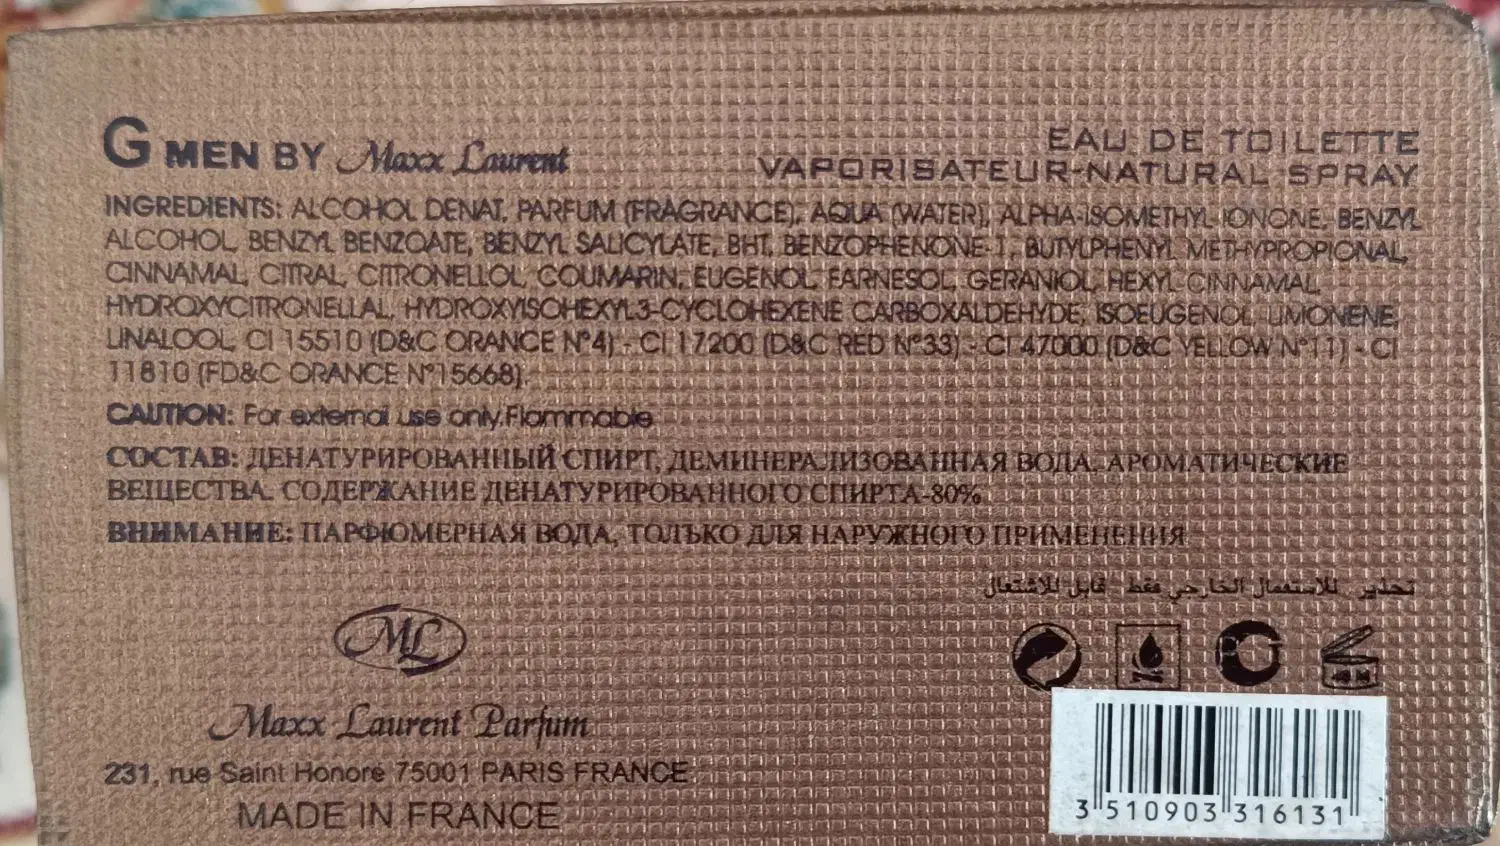 G MEN BY Maxx Laurent
EAU DE TOILETTE
VAPORISATEUR-NATURAL SPRAY
INGREDIENTS: ALCOHOL DENAT, PARFUM (FRAGRANCE), AQUA (WATER), ALPHA-ISOMETHYL IONONE, BENZYL
ALCOHOL, BENZYL BENZOATE, BENZYL SALICYLATE, BHT, BENZOPHENONE-1, BUTYLPHENYL METHYPROPIONAL,
CINNAMAL, CITRAL, CITRONELLOL, COUMARIN, EUGENOL, FARNESOL, GERANIOL, HEXYL CINNAMAL,
HYDROXYCITRONELLAL, HYDROXYISOHEXYL3-CYCLOHEXENE CARBOXALDEHYDE, ISOEUGENOL, LIMONENE,
LINALOOL, CI 15510 (D&C ORANCE N°4) - CI 17200 (D&C RED N°33) - CI 47000 (D&C YELLOW N°11) - CI
11810 (FD&C ORANCE N°15668).
CAUTION: For external use only.Flammable
СОСТАВ: ДЕНАТУРИРОВАННЫЙ СПИРТ, ДЕМИНЕРАЛИЗОВАННАЯ ВОДА, АРОМАТИЧЕСКИЕ
ВЕЩЕСТВА. СОДЕРЖАНИЕ ДЕНАТУРИРОВАННОГО СПИРТА-80%
ВНИМАНИЕ: ПАРФЮМЕРНАЯ ВОДА, ТОЛЪКО ДЛЯ НАРУЖНОГО ПРИМЕНЕНИЯ
تحذير للاستعمال الخارجي فقط قابل للاشتعال
ML
Maxx Laurent Parfum
231, rue Saint Honoré 75001 PARIS FRANCE
MADE IN FRANCE
3 510903 316131